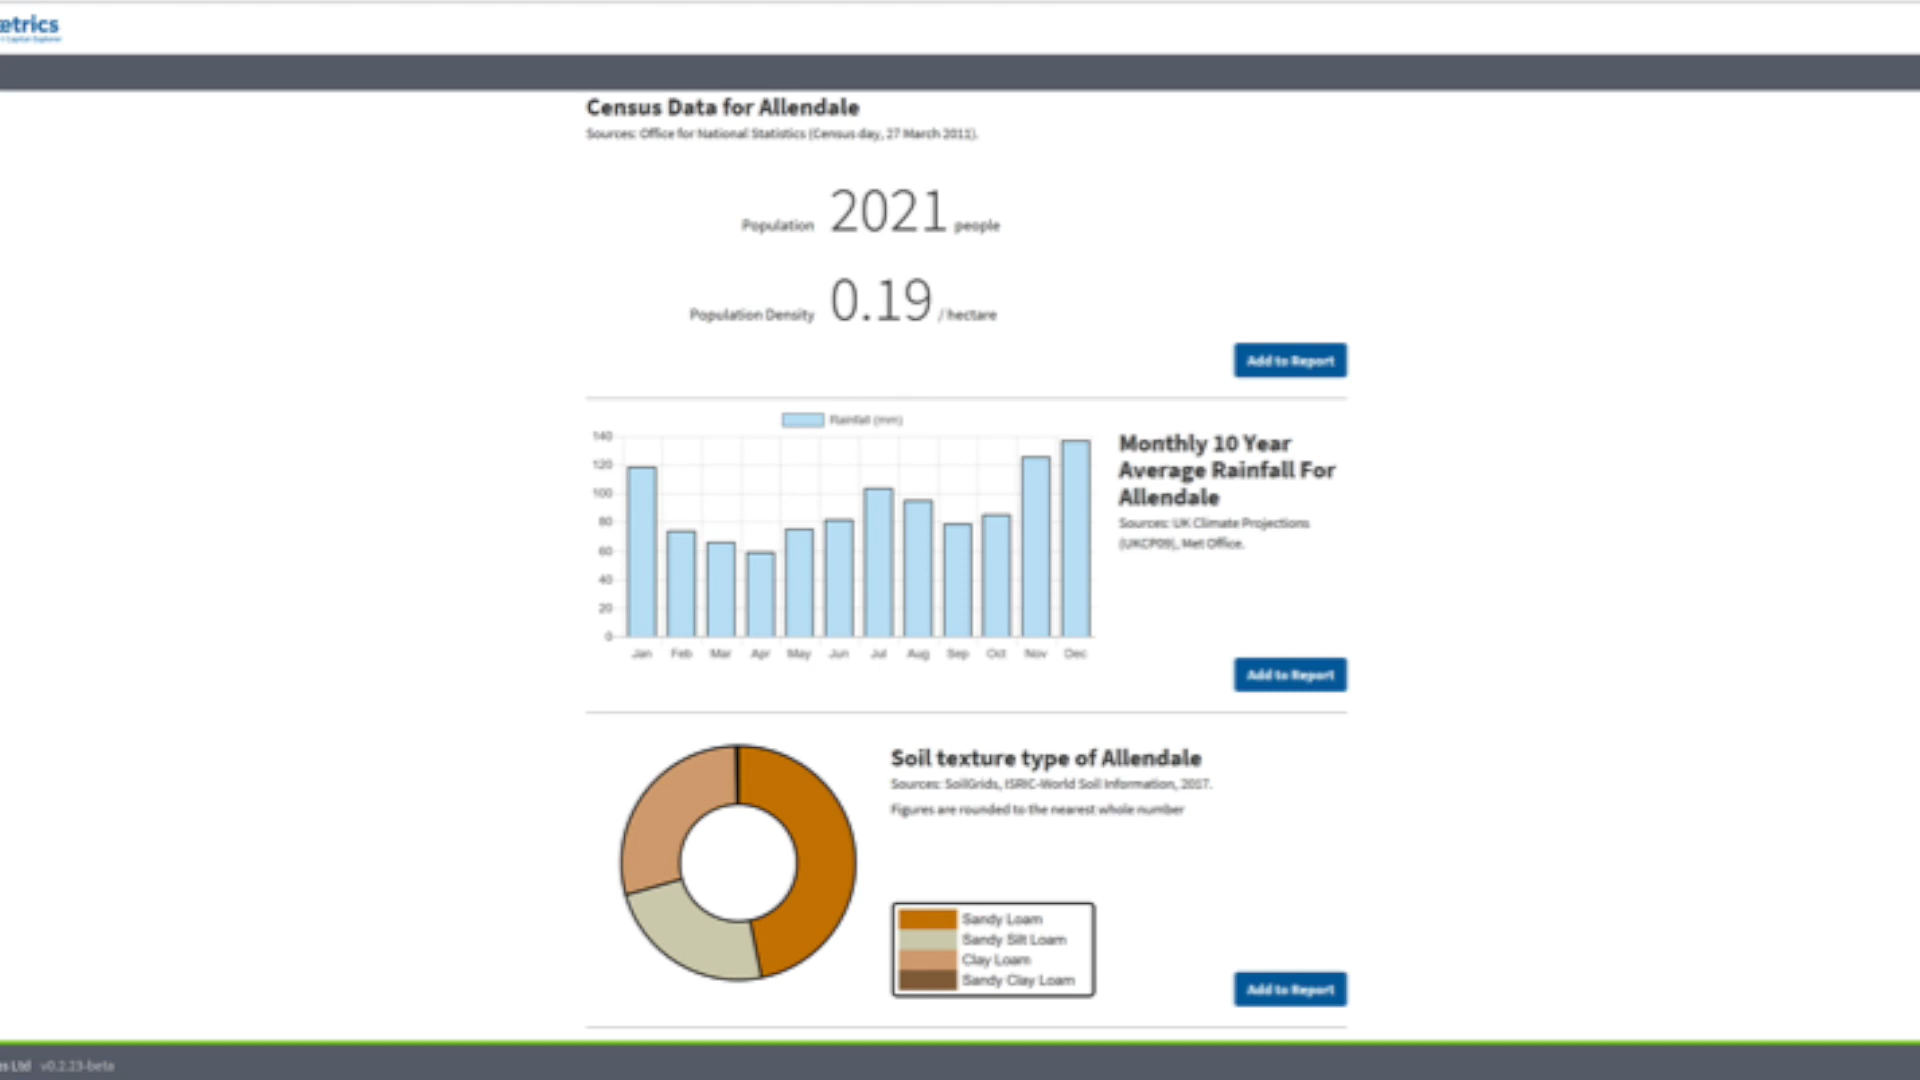 etrics
Capital Explorer
Census Data for Allendale
Sources: Office for National Statistics (Census day, 27 March 2011).
Population 2021 people
Population Density 0.19 / hectare
Add to Report
Rainfall (mm)
140
120
100
80
60
40
20
0
Jan Feb Mar Apr May Jun Jul Aug Sep Oct Nov Dec
Monthly 10 Year
Average Rainfall For
Allendale
Sources: UK Climate Projections
(UKCP09), Met Office.
Add to Report
Soil texture type of Allendale
Sources: SoilGrids, ISRIC-World Soil Information, 2017.
Figures are rounded to the nearest whole number
Sandy Loam
Sandy Silt Loam
Clay Loam
Sandy Clay Loam
Add to Report
s Ltd v0.2.23-beta